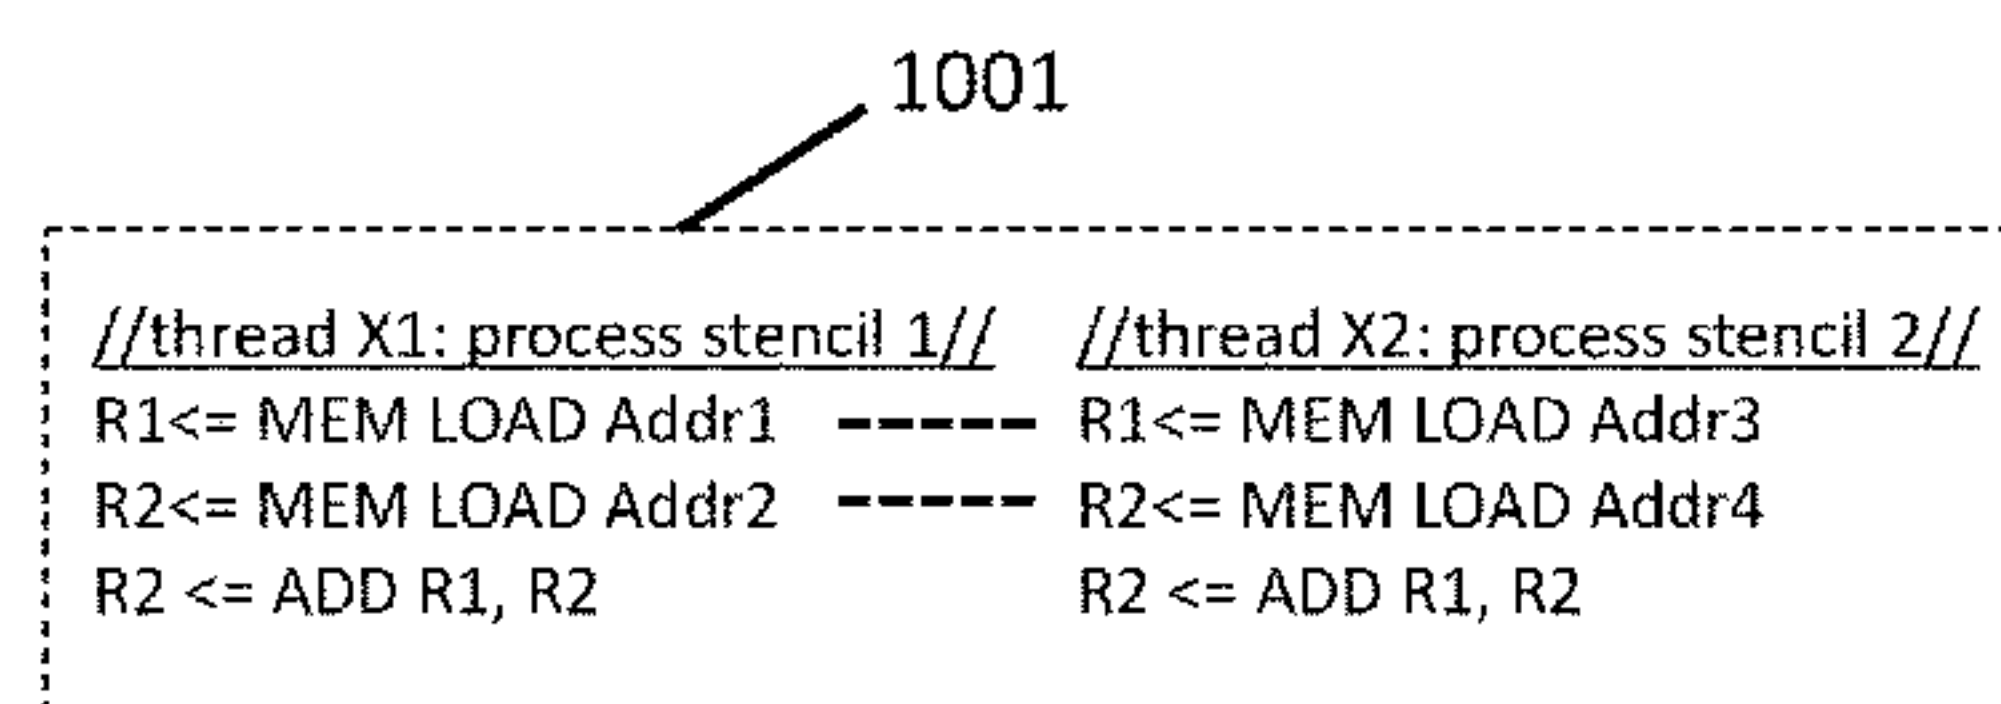 1001
//thread X1: process stencil 1// //thread X2: process stencil 2//
R1<= MEM LOAD Addr1 ----- R1<= MEM LOAD Addr3
R2<= MEM LOAD Addr2 ----- R2<= MEM LOAD Addr4
R2 <= ADD R1, R2 R2 <= ADD R1, R2